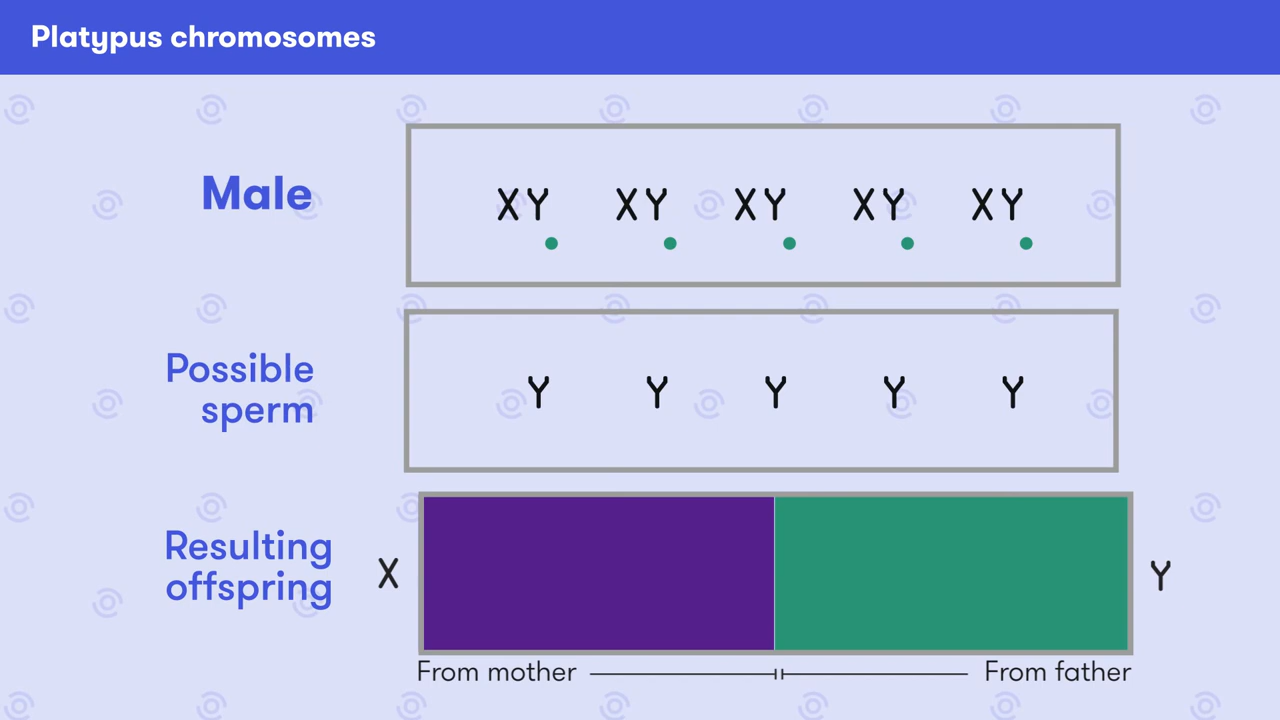 Platypus chromosomes
Male
XY XY XY XY XY
Possible
sperm
Y Y Y Y Y
Resulting
offspring
X
Y
From mother
From father